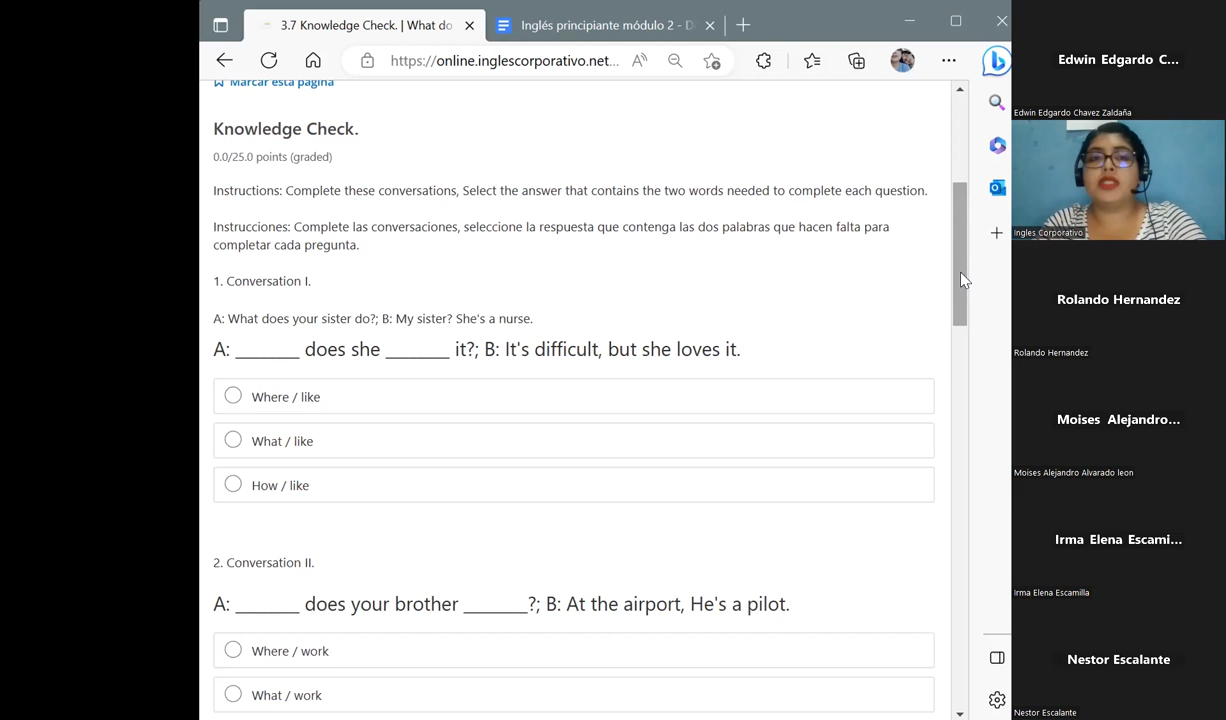 3.7 Knowledge Check. | What do
Inglés principiante módulo 2 - D
https://online.inglescorporativo.net...
Marcar esta página
Knowledge Check.
0.0/25.0 points (graded)
Instructions: Complete these conversations, Select the answer that contains the two words needed to complete each question.
Instrucciones: Complete las conversaciones, seleccione la respuesta que contenga las dos palabras que hacen falta para
completar cada pregunta.
1. Conversation I.
A: What does your sister do?; B: My sister? She's a nurse.
A: _______ does she _______ it?; B: It's difficult, but she loves it.
Where / like
What / like
How / like
2. Conversation II.
A: _______ does your brother _______?; B: At the airport, He's a pilot.
Where / work
What / work
Edwin Edgardo C...
Edwin Edgardo Chavez Zaldaña
Ingles Corporativo
Rolando Hernandez
Rolando Hernandez
Moises Alejandro...
Moises Alejandro Alvarado leon
Irma Elena Escami...
Irma Elena Escamilla
Nestor Escalante
Nestor Escalante